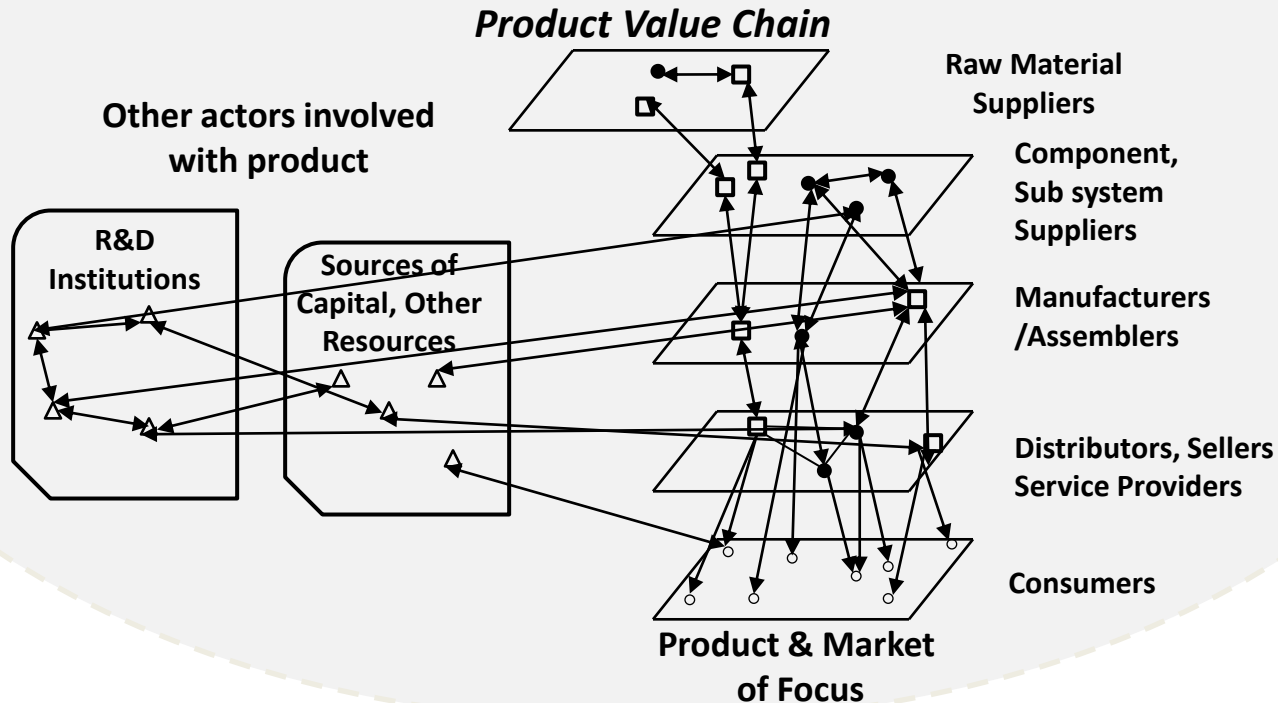 Product Value Chain
Other actors involved
with product
Raw Material
Suppliers
Component,
Sub system
Suppliers
R&D
Institutions
Sources of
Capital, Other
Resources
Manufacturers
/Assemblers
Distributors, Sellers
Service Providers
Consumers
Product & Market
of Focus